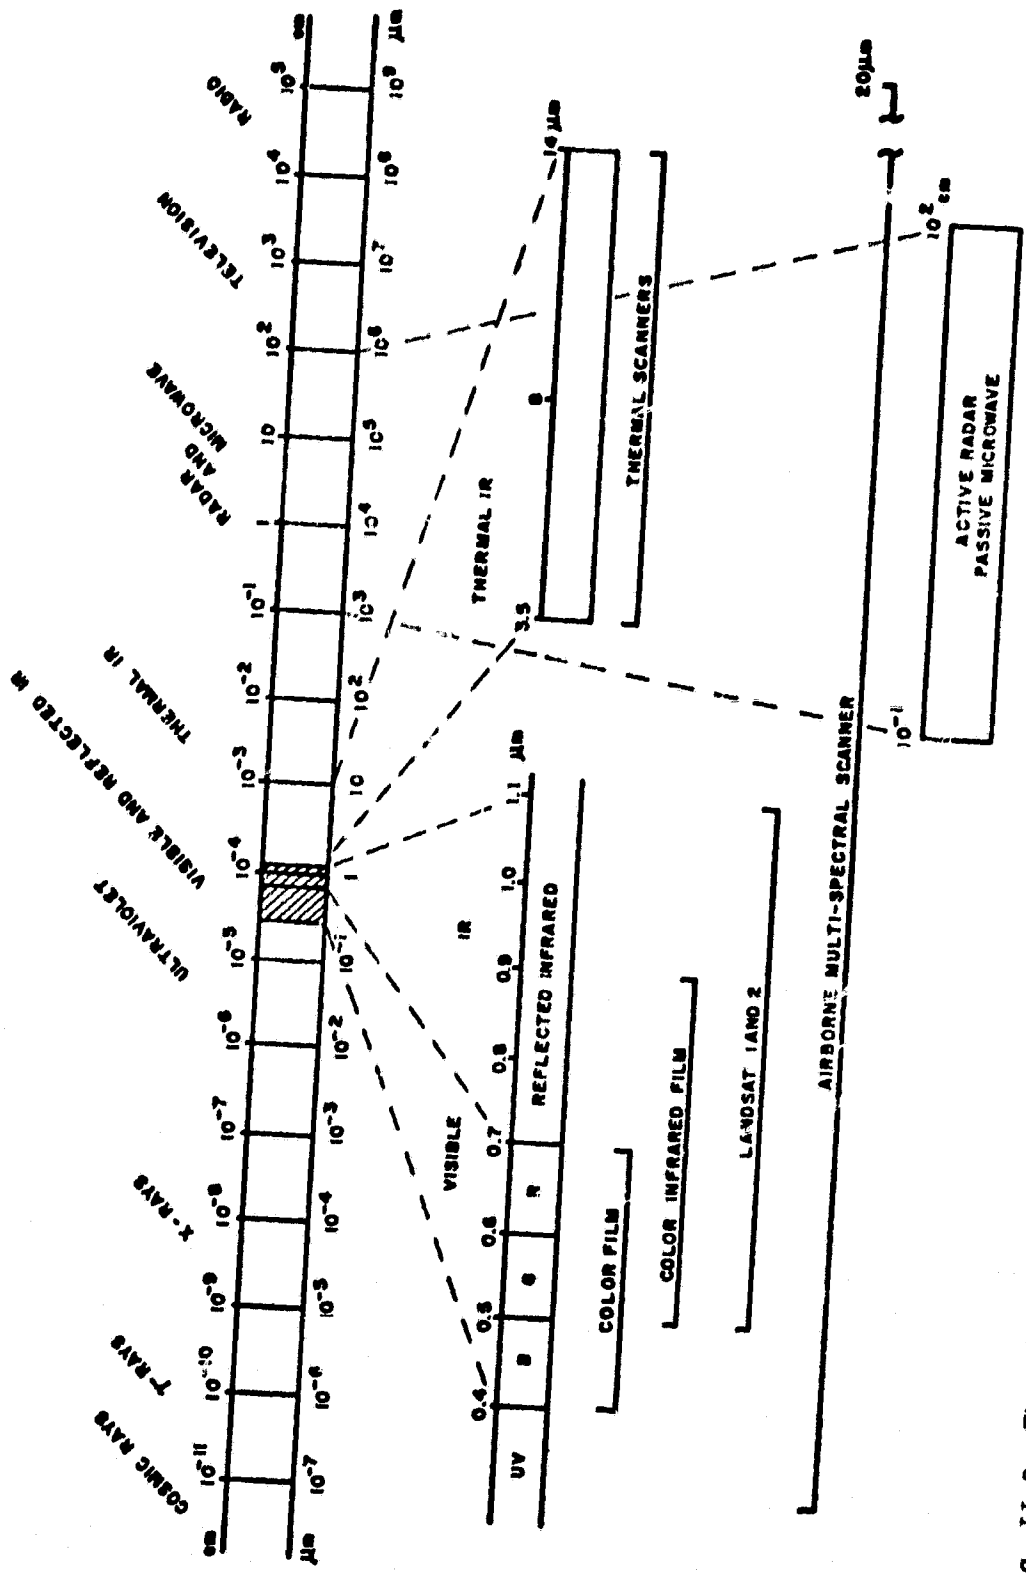 COSMIC RAYS
γ-RAYS
X-RAYS
ULTRAVIOLET
VISIBLE AND REFLECTED IR
THERMAL IR
RADAR AND MICROWAVE
TELEVISION
RADIO
cm 10-11 10-10 10-9 10-8 10-7 10-6 10-5 10-4 10-3 10-2 10-1 1 10 10² 10³ 10⁴ 10⁵ cm
μm 10-7 10-6 10-5 10-4 10-3 10-2 10-1 1 10 10² 10³ 10⁴ 10⁵ 10⁶ 10⁷ 10⁸ 10⁹ μm
VISIBLE IR THERMAL IR
0.4 0.5 0.6 0.7 0.8 0.9 1.0 1.1 μm
3.5 8 14 μm
UV B G R REFLECTED INFRARED
COLOR FILM
THERMAL SCANNERS
COLOR INFRARED FILM
LANDSAT 1 AND 2
AIRBORNE MULTI-SPECTRAL SCANNER
20μm
10-1 10² cm
ACTIVE RADAR
PASSIVE MICROWAVE